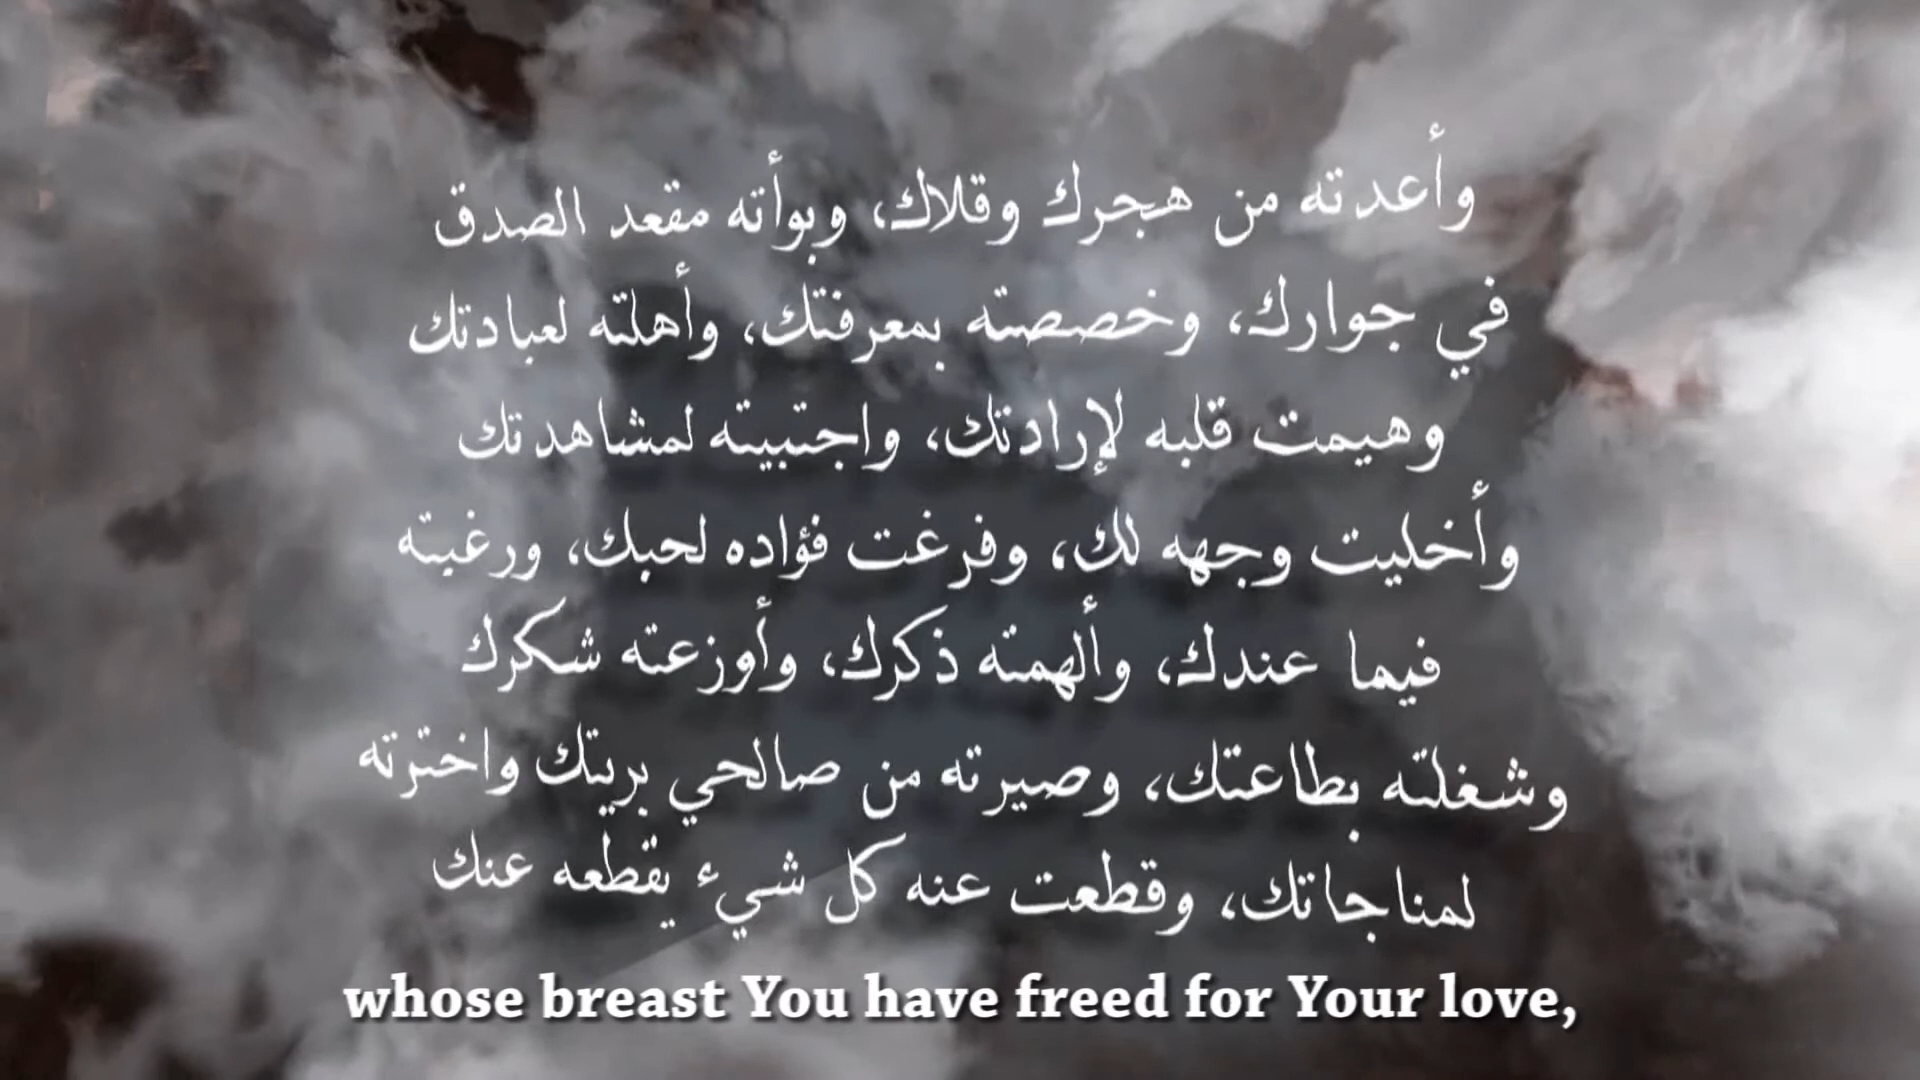 وأعدته من هجرك وقلاك، وبوأته مقعد الصدق
في جوارك، وخصصته بمعرفتك، وأهلته لعبادتك
وهيمت قلبه لإرادتك، واجتبيته لمشاهدتك
وأخليت وجهه لك، وفرغت فؤاده لحبك، ورغبته
فيما عندك، وألهمته ذكرك، وأوزعته شكرك
وشغلته بطاعتك، وصيرته من صالحي بريتك واخترته
لمناجاتك، وقطعت عنه كل شيء يقطعه عنك
whose breast You have freed for Your love,